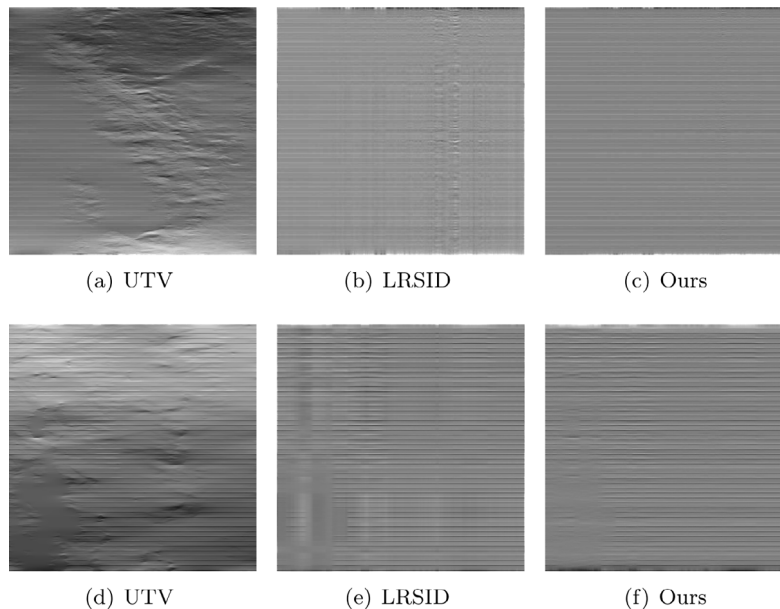 (a) UTV
(b) LRSID
(c) Ours
(d) UTV
(e) LRSID
(f) Ours